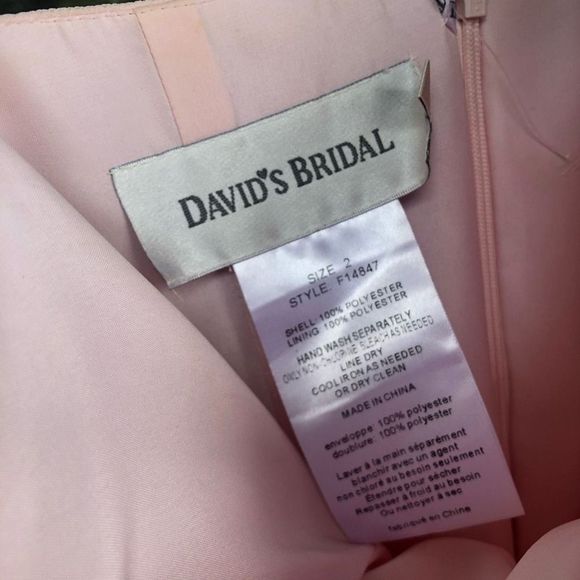 DAVID'S BRIDAL
SIZE 2
STYLE F14847
SHELL: 100% POLYESTER
LINING: 100% POLYESTER
HAND WASH SEPARATELY
ONLY NON-CHLORINE BLEACH AS NEEDED
LINE DRY
COOL IRON AS NEEDED
OR DRY CLEAN
MADE IN CHINA
enveloppe: 100% polyester
doublure: 100% polyester
Laver à la main séparément
blanchir avec un agent
non chloré au besoin seulement
Étendre pour sécher
Repasser à froid au besoin
Ou nettoyer à sec
fabriqué en Chine